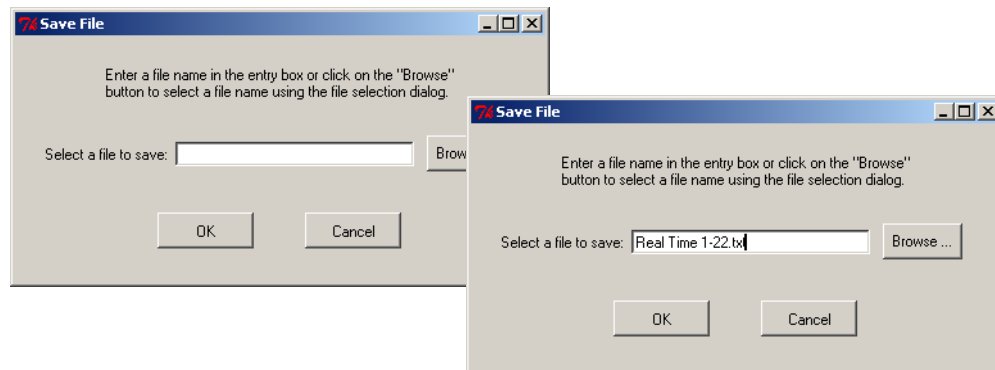 Save File
Enter a file name in the entry box or click on the "Browse"
button to select a file name using the file selection dialog.
Select a file to save:
Brow
OK Cancel
Save File
Enter a file name in the entry box or click on the "Browse"
button to select a file name using the file selection dialog.
Select a file to save: Real Time 1-22.txt Browse ...
OK Cancel